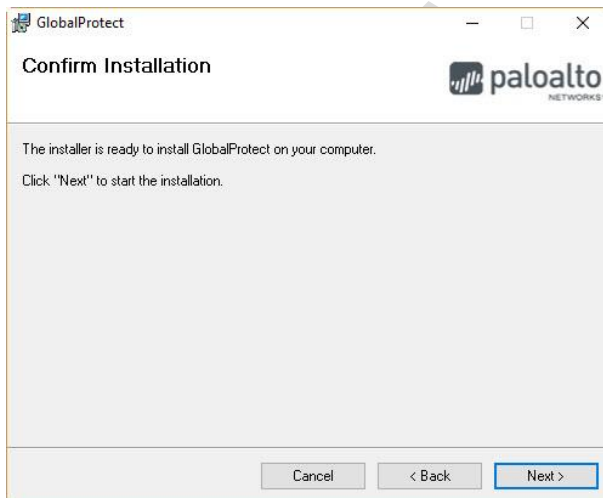 GlobalProtect
Confirm Installation
paloalto
NETWORKS
The installer is ready to install GlobalProtect on your computer.
Click "Next" to start the installation.
Cancel
< Back
Next >